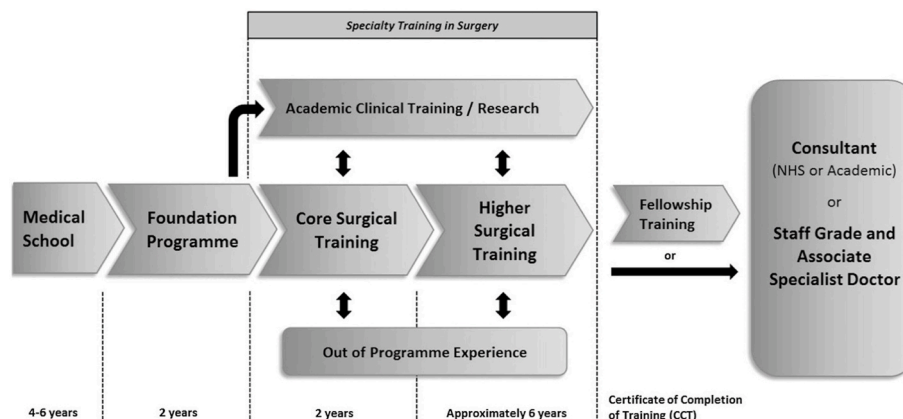 Specialty Training in Surgery
Academic Clinical Training / Research
Medical
School
Foundation
Programme
Core Surgical
Training
Higher
Surgical
Training
Fellowship
Training
or
Consultant
(NHS or Academic)
or
Staff Grade and
Associate
Specialist Doctor
Out of Programme Experience
4-6 years
2 years
2 years
Approximately 6 years
Certificate of Completion
of Training (CCT)